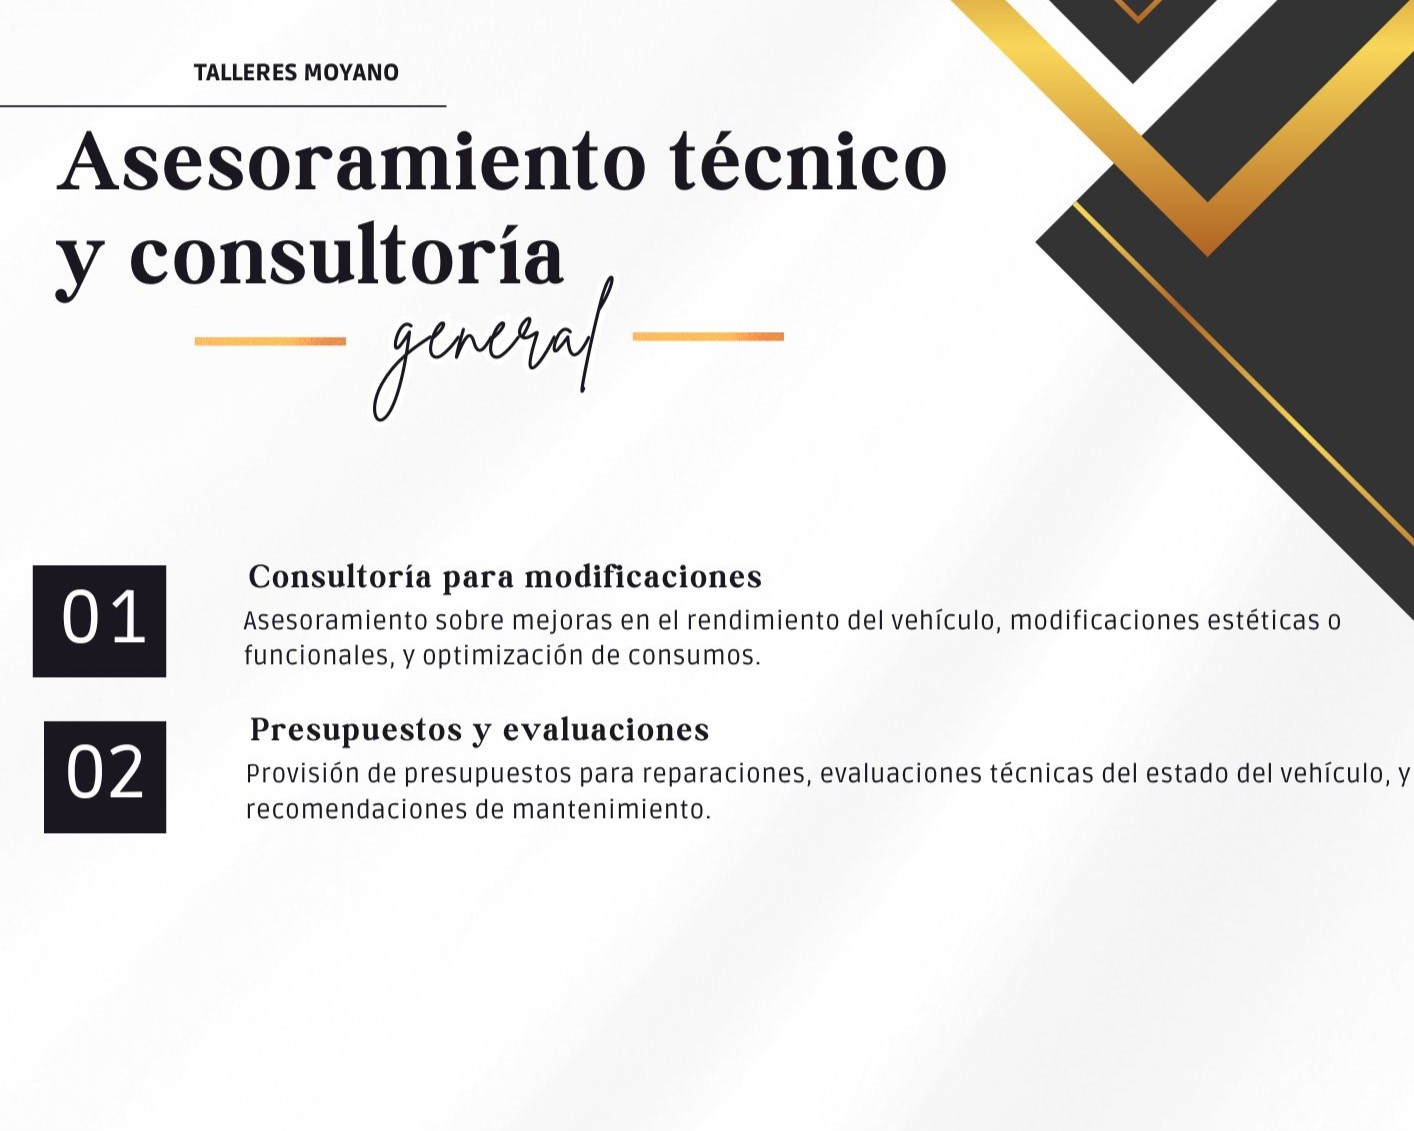 TALLERES MOYANO
Asesoramiento técnico
y consultoría
general
01
Consultoría para modificaciones
Asesoramiento sobre mejoras en el rendimiento del vehículo, modificaciones estéticas o
funcionales, y optimización de consumos.
02
Presupuestos y evaluaciones
Provisión de presupuestos para reparaciones, evaluaciones técnicas del estado del vehículo, y
recomendaciones de mantenimiento.